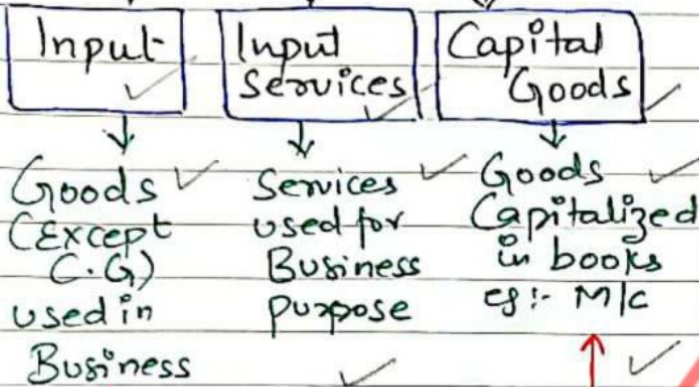 Input
Input
Services
Capital
Goods
Goods
(Except
C.G)
used in
Business
Services
used for
Business
purpose
Goods
Capitalized
in books
eg:- M/c